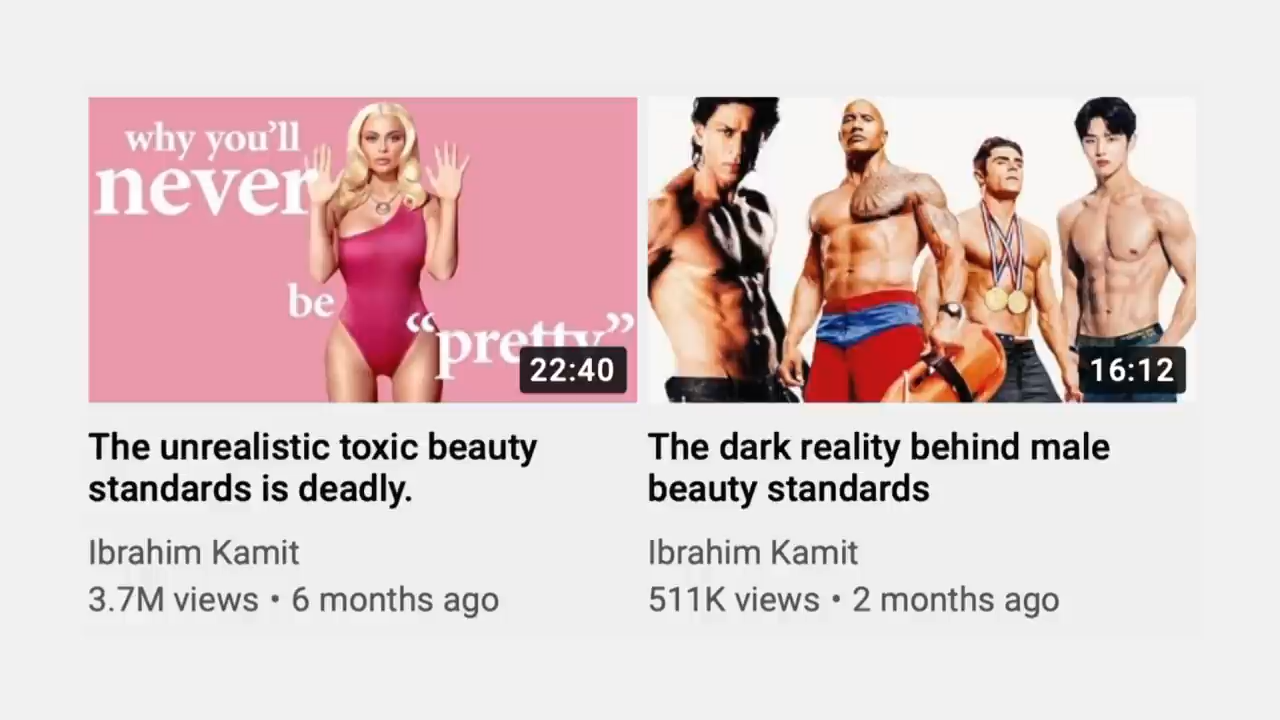 why you'll
never
be
“pretty”
22:40
16:12
The unrealistic toxic beauty
standards is deadly.
Ibrahim Kamit
3.7M views • 6 months ago
The dark reality behind male
beauty standards
Ibrahim Kamit
511K views • 2 months ago